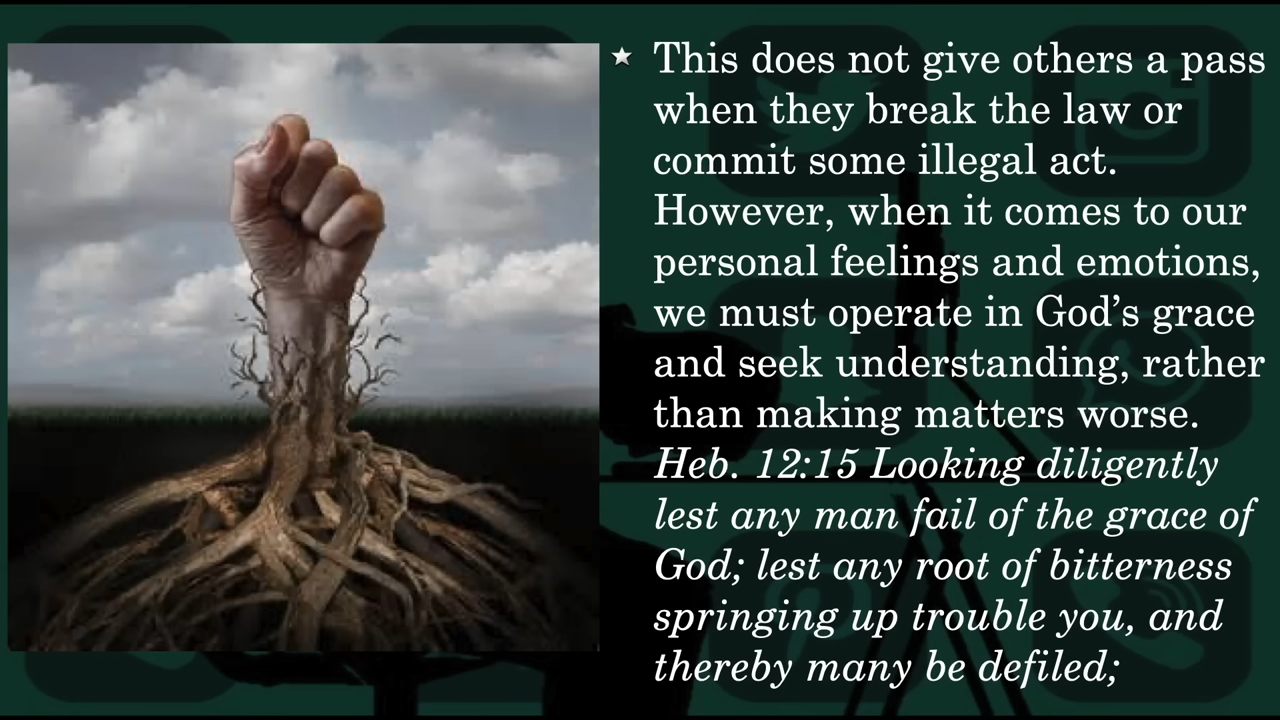 This does not give others a pass
when they break the law or
commit some illegal act.
However, when it comes to our
personal feelings and emotions,
we must operate in God’s grace
and seek understanding, rather
than making matters worse.
Heb. 12:15 Looking diligently
lest any man fail of the grace of
God; lest any root of bitterness
springing up trouble you, and
thereby many be defiled;